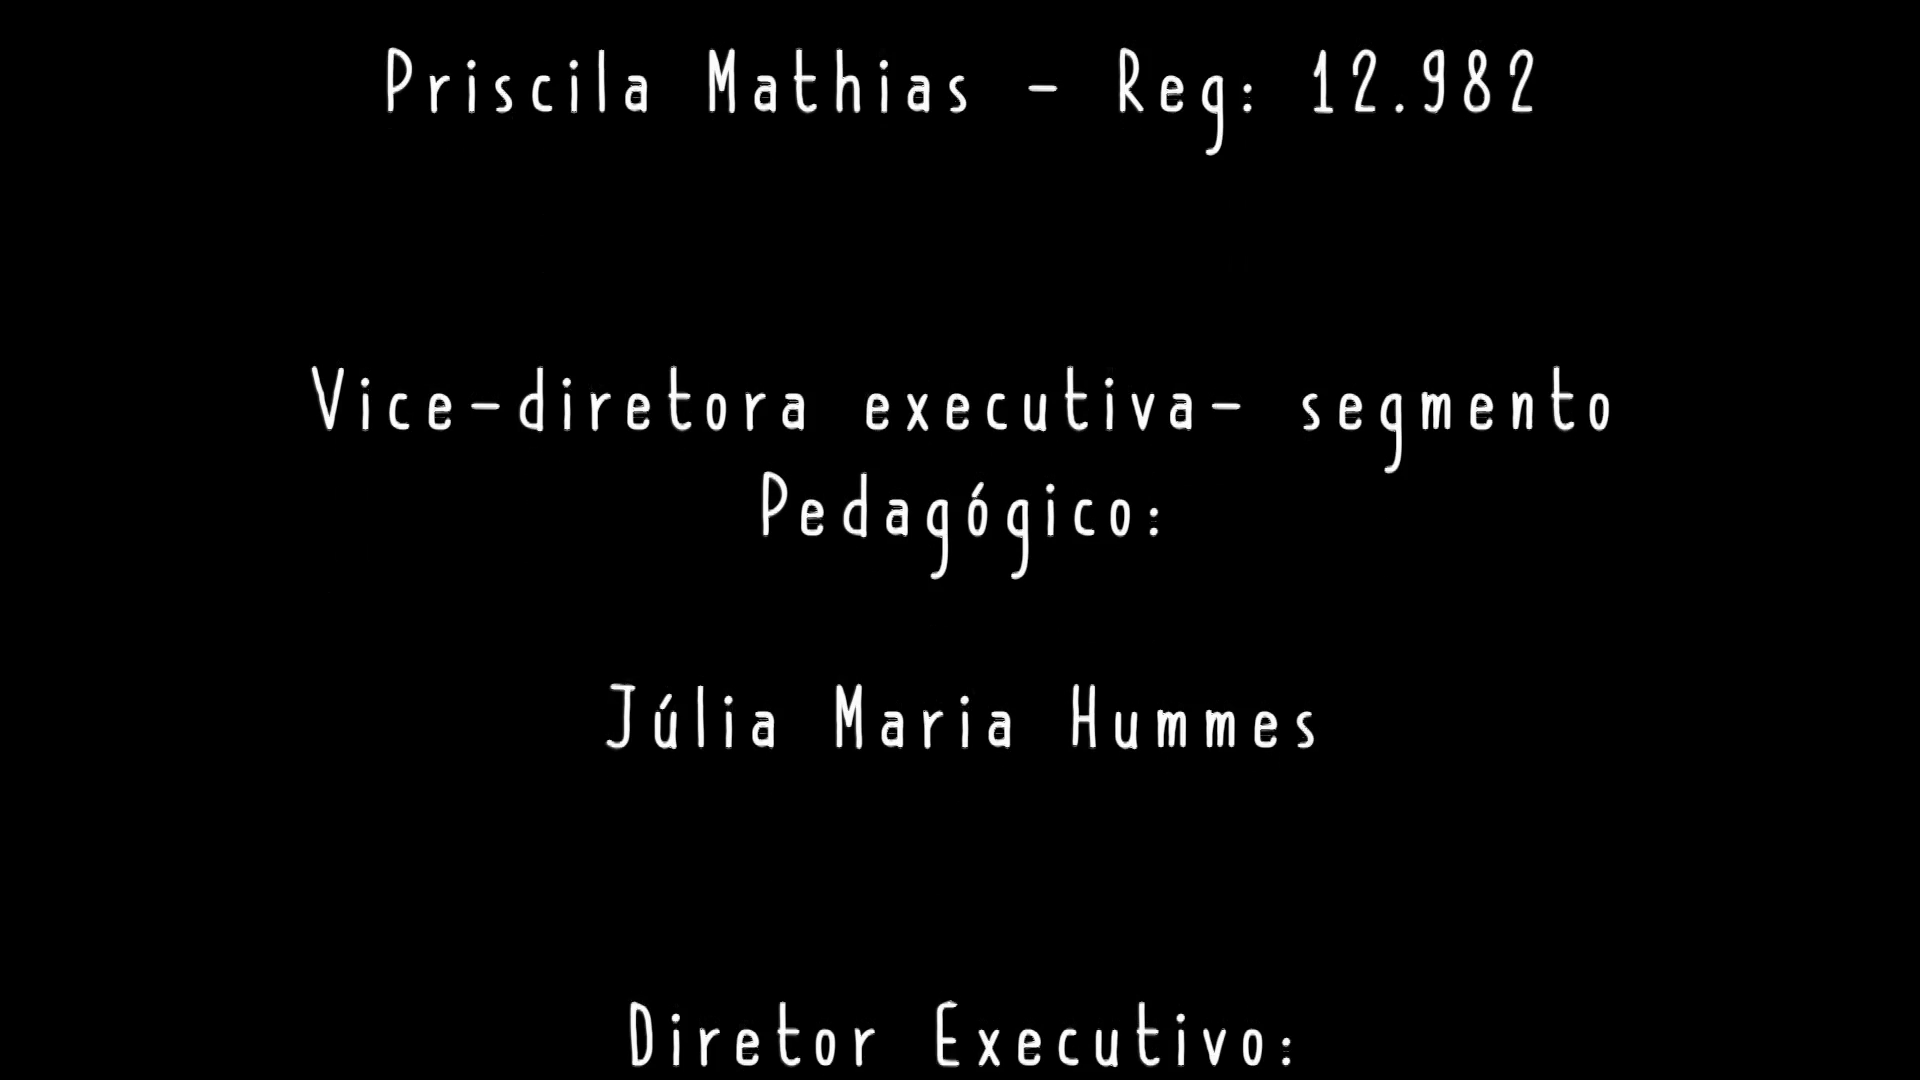 Priscila Mathias - Reg: 12.982
Vice-diretora executiva- segmento
Pedagógico:
Júlia Maria Hummes
Diretor Executivo: